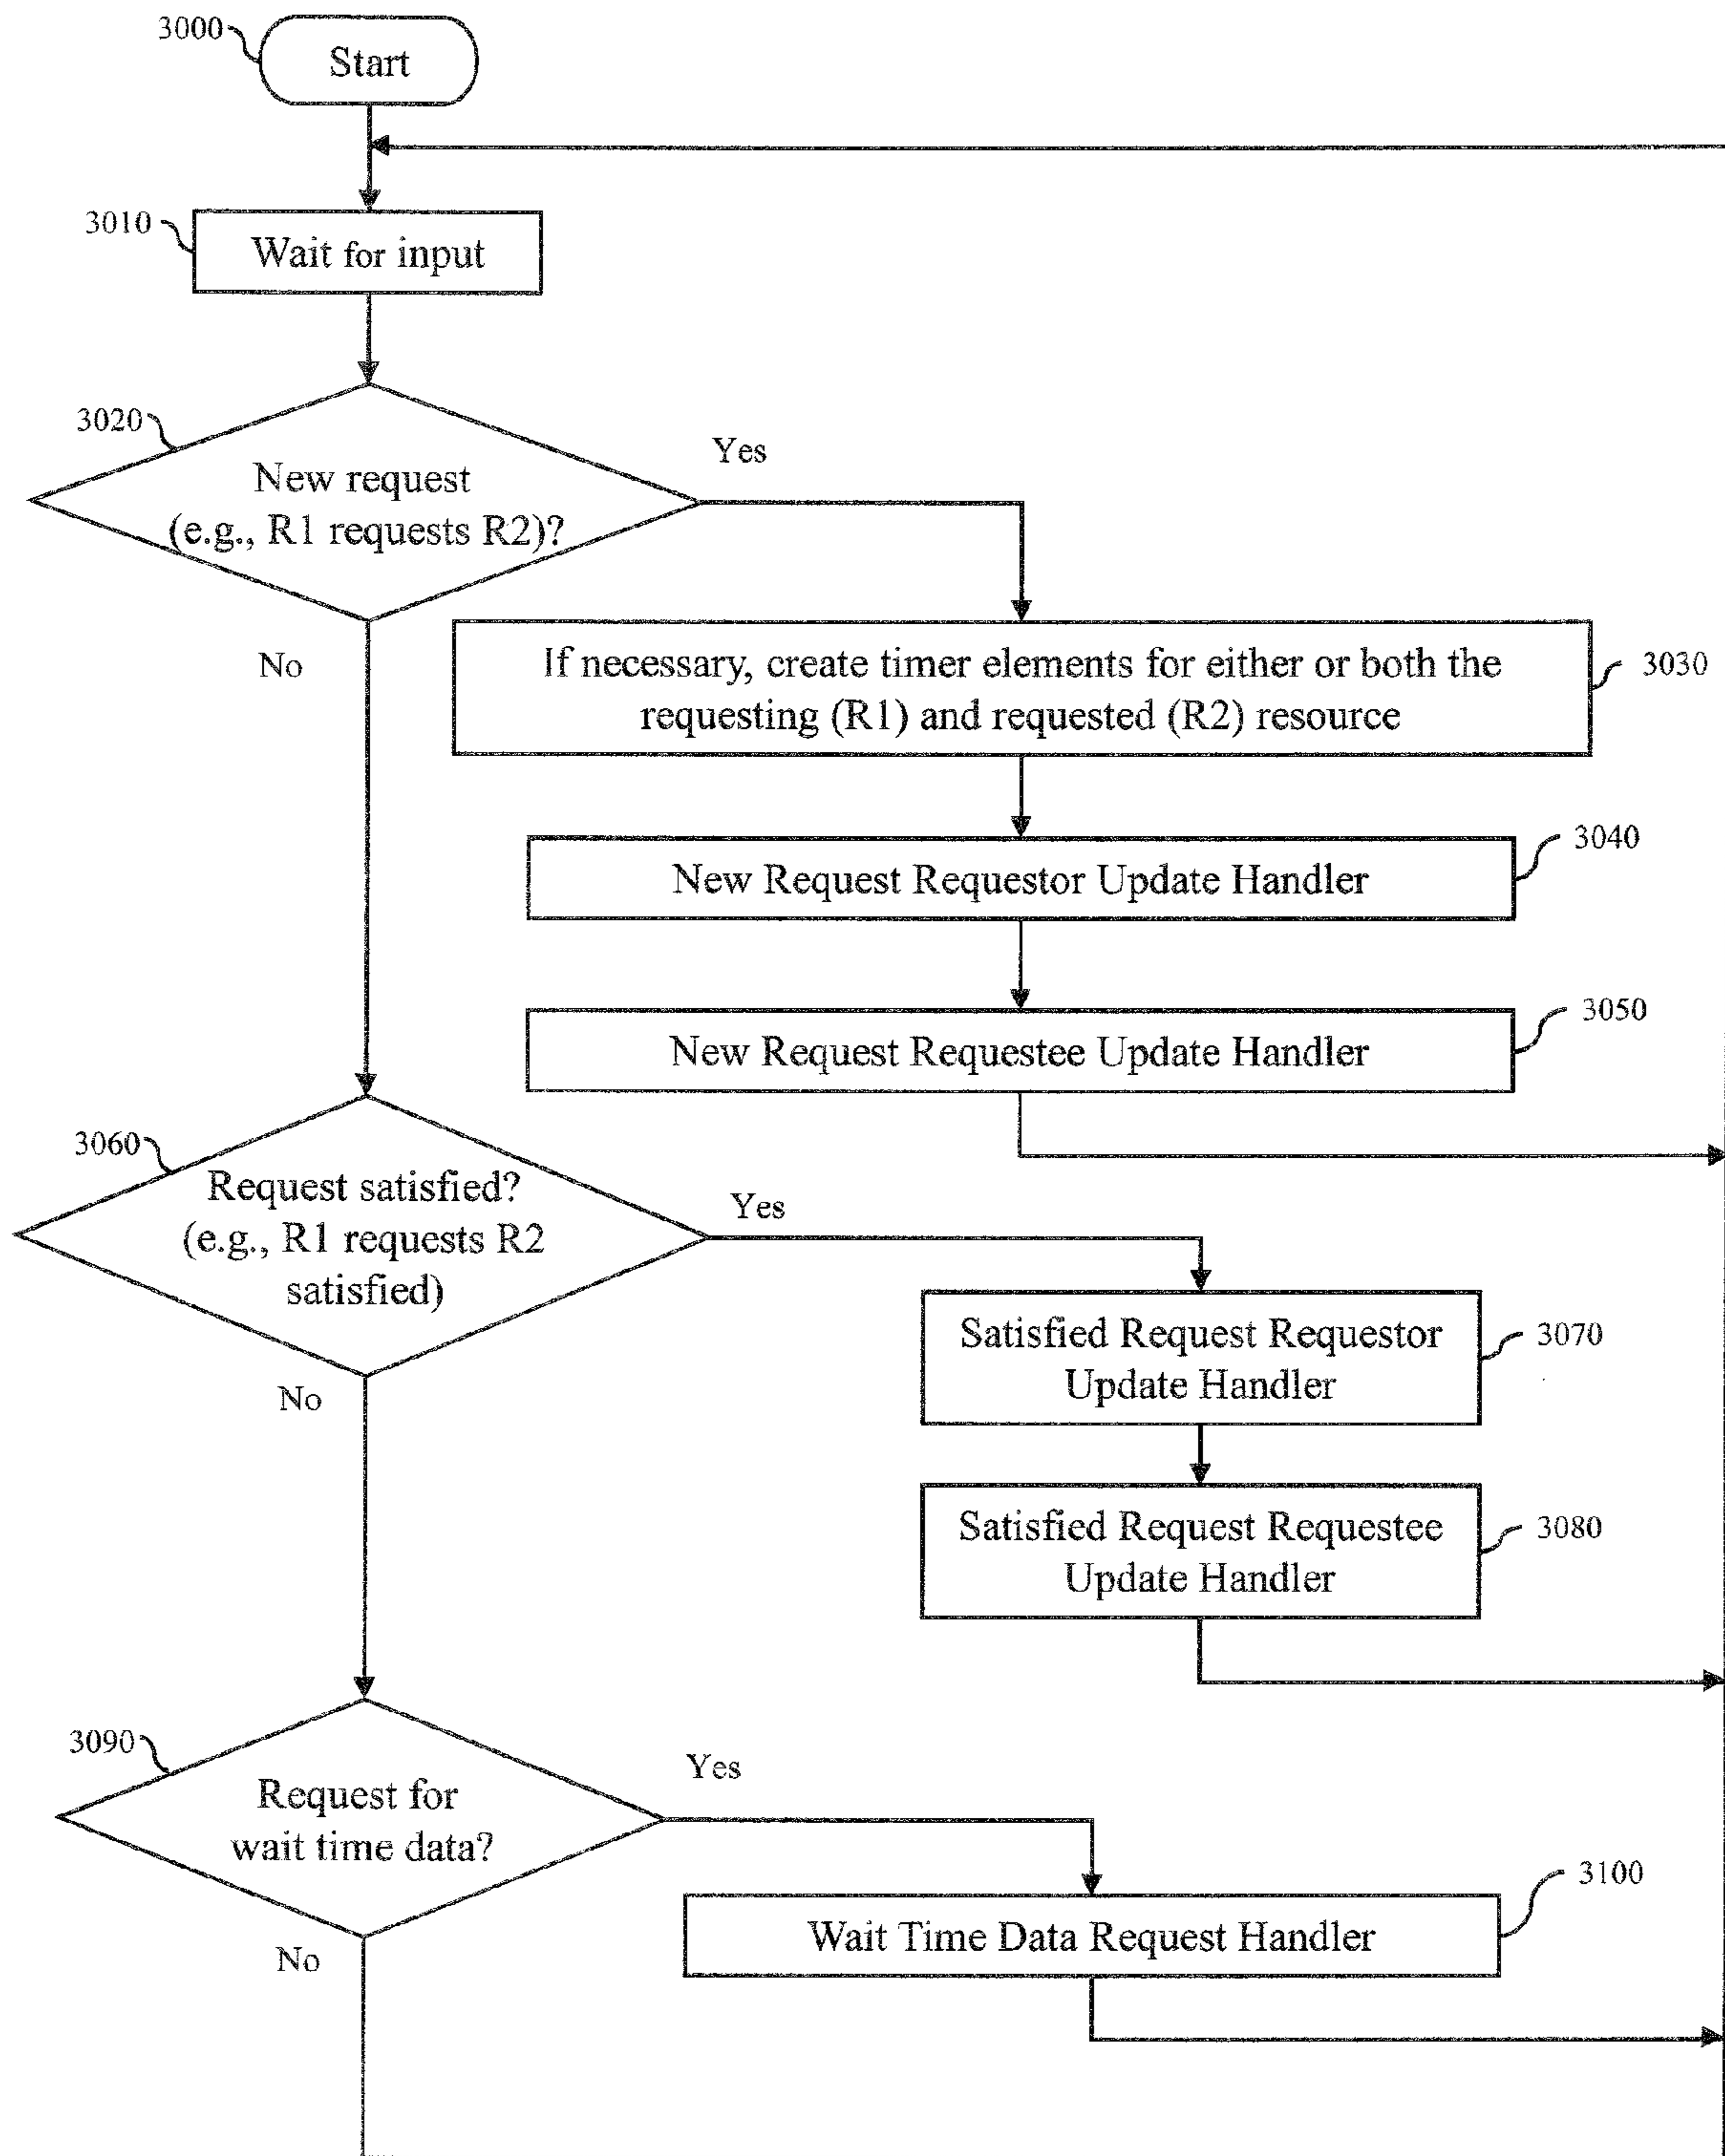 3000
Start
3010
Wait for input
3020
New request
(e.g., R1 requests R2)?
Yes
No
If necessary, create timer elements for either or both the
requesting (R1) and requested (R2) resource
3030
New Request Requestor Update Handler
3040
New Request Requestee Update Handler
3050
3060
Request satisfied?
(e.g., R1 requests R2
satisfied)
Yes
No
Satisfied Request Requestor
Update Handler
3070
Satisfied Request Requestee
Update Handler
3080
3090
Request for
wait time data?
Yes
No
Wait Time Data Request Handler
3100